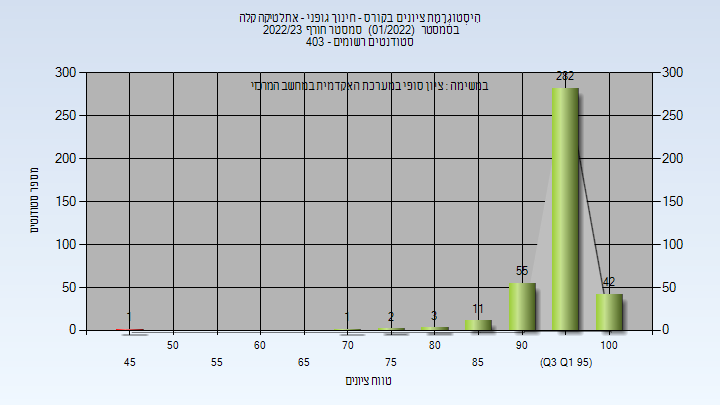 היסטוגרמת ציונים בקורס - חינוך גופני - אתלטיקה קלה
בסמסטר (01/2022) סמסטר חורף 2022/23
סטודנטים רשומים - 403
במשימה : ציון סופי במערכת האקדמית במחשב המרכזי
300 300
250 250
200 200
150 150
100 100
50 50
0 0
מספר סטודנטים
1 1 2 3 11 55 282 42
50 60 70 80 90 100
45 55 65 75 85 (Q3 Q1 95)
טווח ציונים